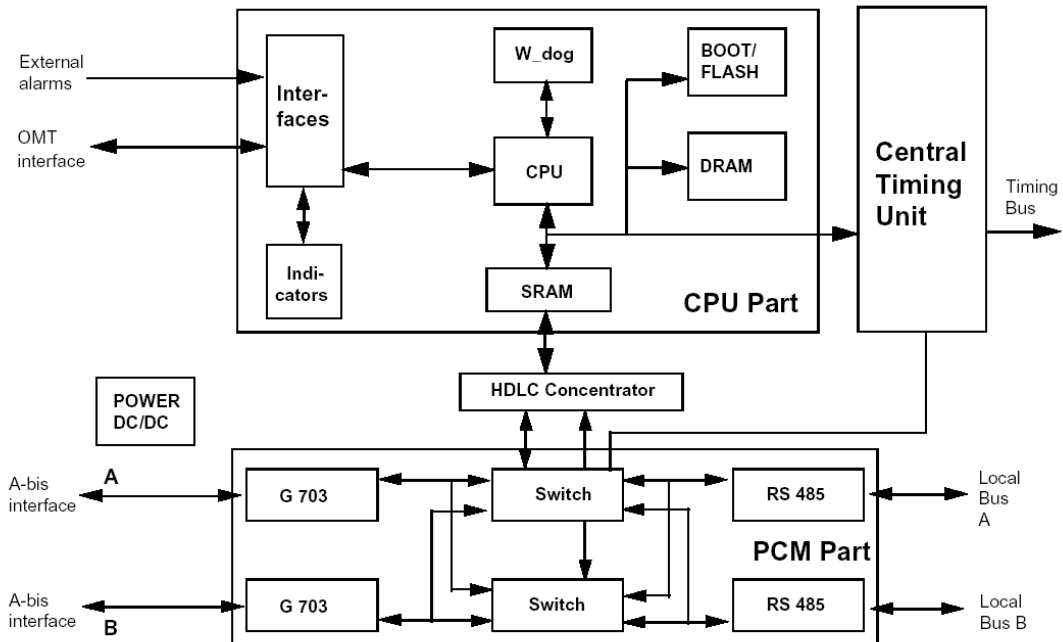 External
alarms
OMT
interface
Inter-
faces
Indi-
cators
W_dog
CPU
SRAM
BOOT/
FLASH
DRAM
CPU Part
Central
Timing
Unit
Timing
Bus
HDLC Concentrator
POWER
DC/DC
A-bis
interface
A
G 703
Switch
RS 485
Local
Bus
A
PCM Part
A-bis
interface
B
G 703
Switch
RS 485
Local
Bus B